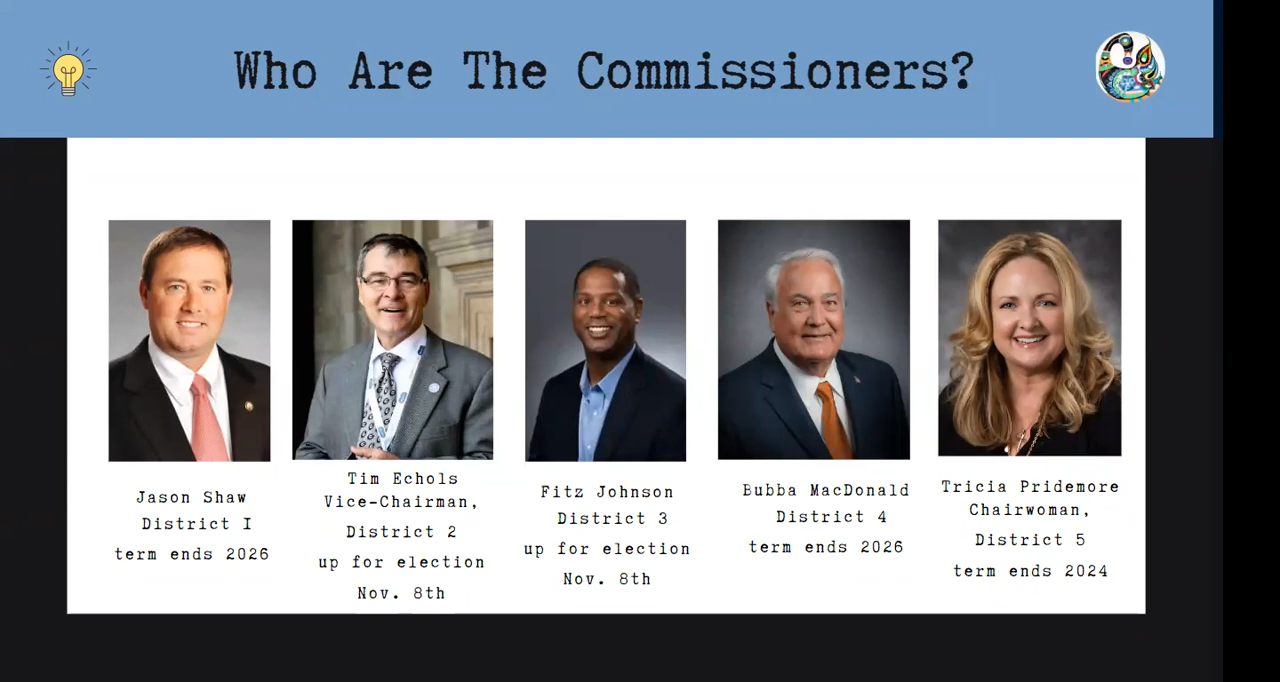 Who Are The Commissioners?
Jason Shaw
District I
term ends 2026
Tim Echols
Vice-Chairman,
District 2
up for election
Nov. 8th
Fitz Johnson
District 3
up for election
Nov. 8th
Bubba MacDonald
District 4
term ends 2026
Tricia Pridemore
Chairwoman,
District 5
term ends 2024